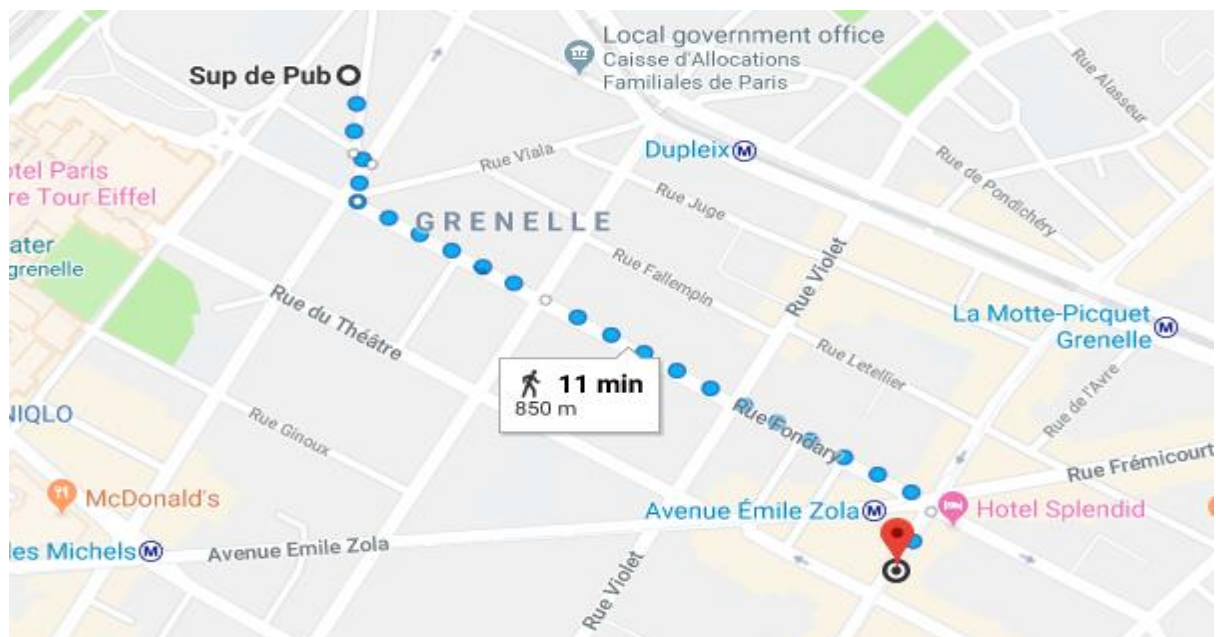 Local government office
Caisse d'Allocations
Familiales de Paris
Sup de Pub
Rue Alasseur
Rue Viala
Dupleix M
Rue de Pondichéry
otel Paris
re Tour Eiffel
Rue Juge
GRENELLE
ater
grenelle
Rue Fallempin
Rue Violet
Rue du Théâtre
La Motte-Picquet
Grenelle M
Rue Letellier
11 min
850 m
Rue de l'Avre
NIQLO
Rue Ginoux
Rue Fondary
Rue Frémicourt
McDonald's
Avenue Émile Zola M
Hotel Splendid
les Michels M
Avenue Emile Zola
Rue Violet